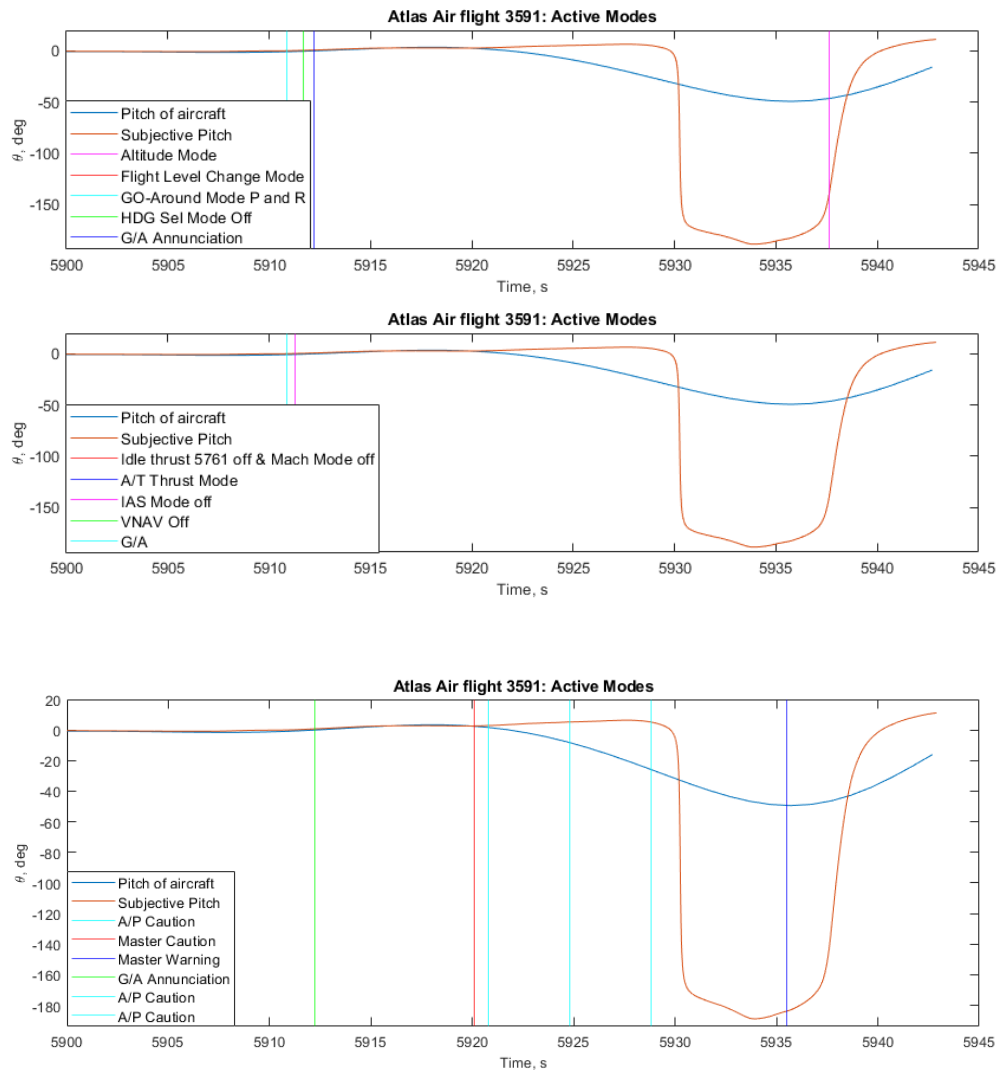 Atlas Air flight 3591: Active Modes
0
-50
-100
-150
θ, deg
Pitch of aircraft
Subjective Pitch
Altitude Mode
Flight Level Change Mode
GO-Around Mode P and R
HDG Sel Mode Off
G/A Annunciation
5900 5905 5910 5915 5920 5925 5930 5935 5940 5945
Time, s
Atlas Air flight 3591: Active Modes
0
-50
-100
-150
θ, deg
Pitch of aircraft
Subjective Pitch
Idle thrust 5761 off & Mach Mode off
A/T Thrust Mode
IAS Mode off
VNAV Off
G/A
5900 5905 5910 5915 5920 5925 5930 5935 5940 5945
Time, s
Atlas Air flight 3591: Active Modes
20
0
-20
-40
-60
-80
-100
-120
-140
-160
-180
θ, deg
Pitch of aircraft
Subjective Pitch
A/P Caution
Master Caution
Master Warning
G/A Annunciation
A/P Caution
A/P Caution
5900 5905 5910 5915 5920 5925 5930 5935 5940 5945
Time, s